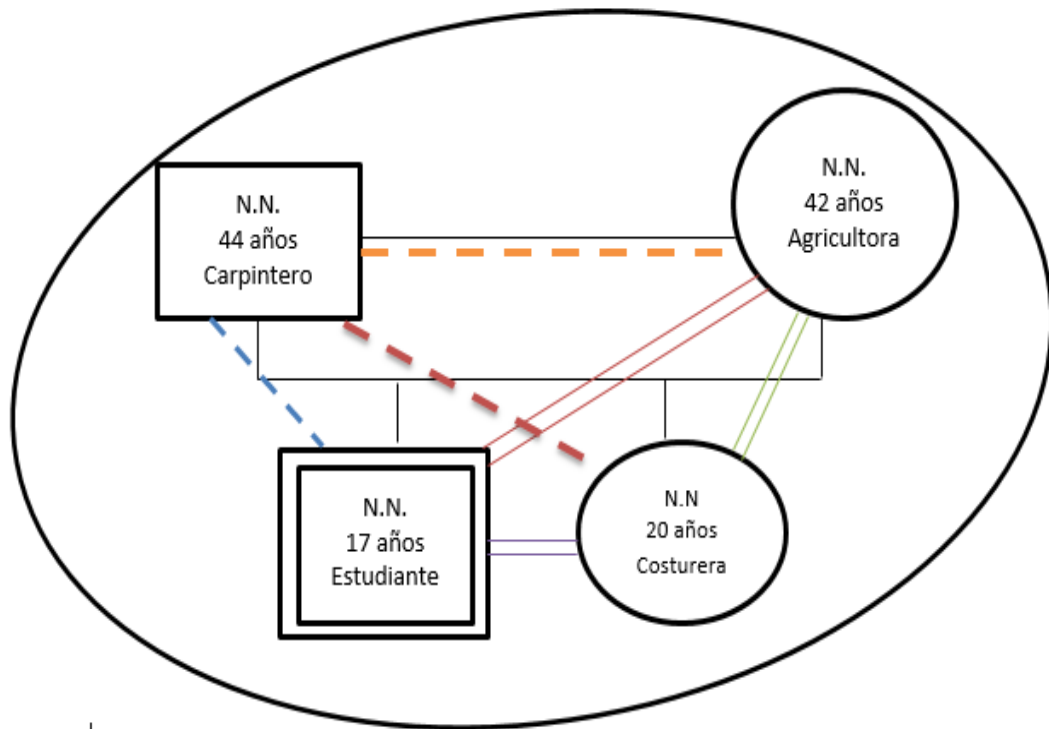 N.N.
44 años
Carpintero
N.N.
42 años
Agricultora
N.N.
17 años
Estudiante
N.N
20 años
Costurera